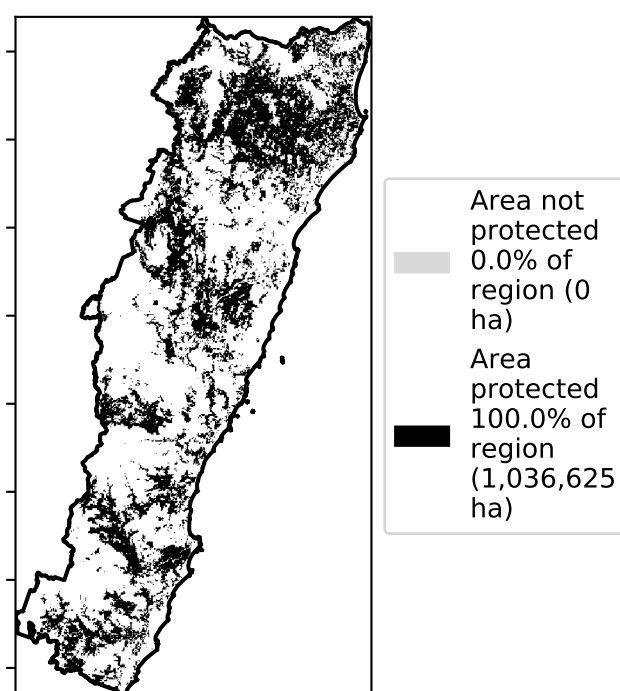 Area not
protected
0.0% of
region (0
ha)
Area
protected
100.0% of
region
(1,036,625
ha)